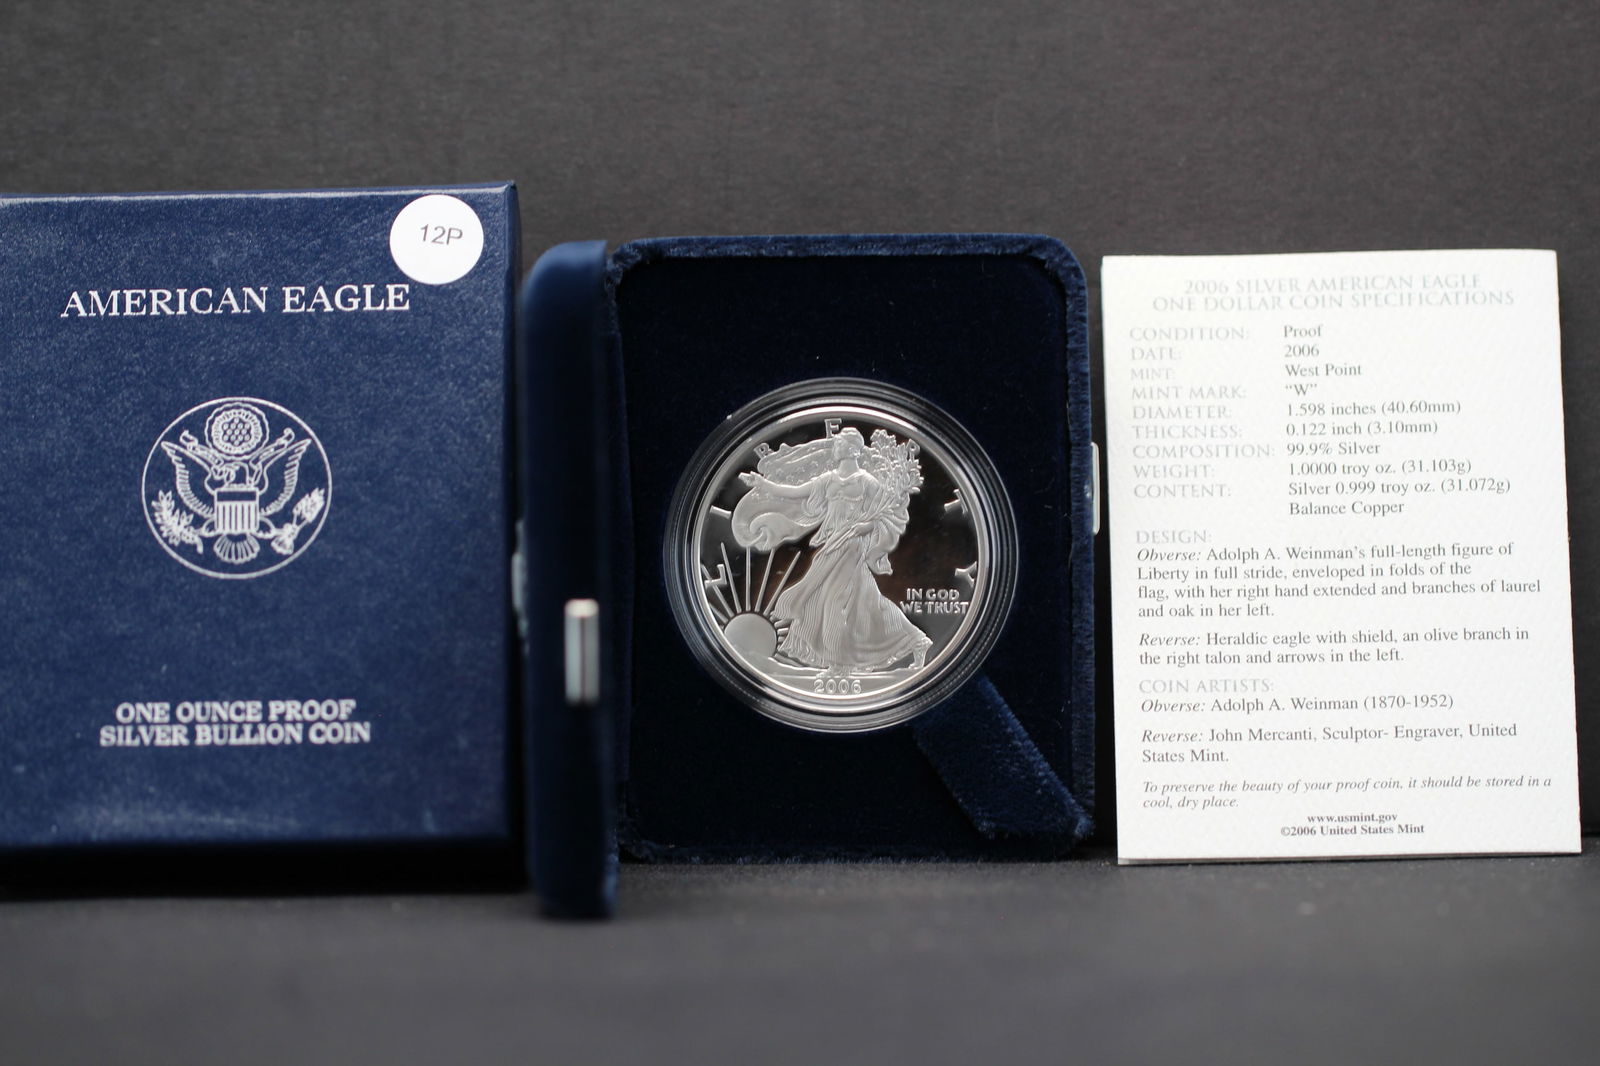 12P
AMERICAN EAGLE
ONE OUNCE PROOF
SILVER BULLION COIN
LIBERTY
IN GOD
WE TRUST
2006
2006 SILVER AMERICAN EAGLE
ONE DOLLAR COIN SPECIFICATIONS
CONDITION: Proof
DATE: 2006
MINT: West Point
MINT MARK: "W"
DIAMETER: 1.598 inches (40.60mm)
THICKNESS: 0.122 inch (3.10mm)
COMPOSITION: 99.9% Silver
WEIGHT: 1.0000 troy oz. (31.103g)
CONTENT: Silver 0.999 troy oz. (31.072g)
Balance Copper
DESIGN:
Obverse: Adolph A. Weinman's full-length figure of
Liberty in full stride, enveloped in folds of the
flag, with her right hand extended and branches of laurel
and oak in her left.
Reverse: Heraldic eagle with shield, an olive branch in
the right talon and arrows in the left.
COIN ARTISTS:
Obverse: Adolph A. Weinman (1870-1952)
Reverse: John Mercanti, Sculptor- Engraver, United
States Mint.
To preserve the beauty of your proof coin, it should be stored in a
cool, dry place.
www.usmint.gov
©2006 United States Mint